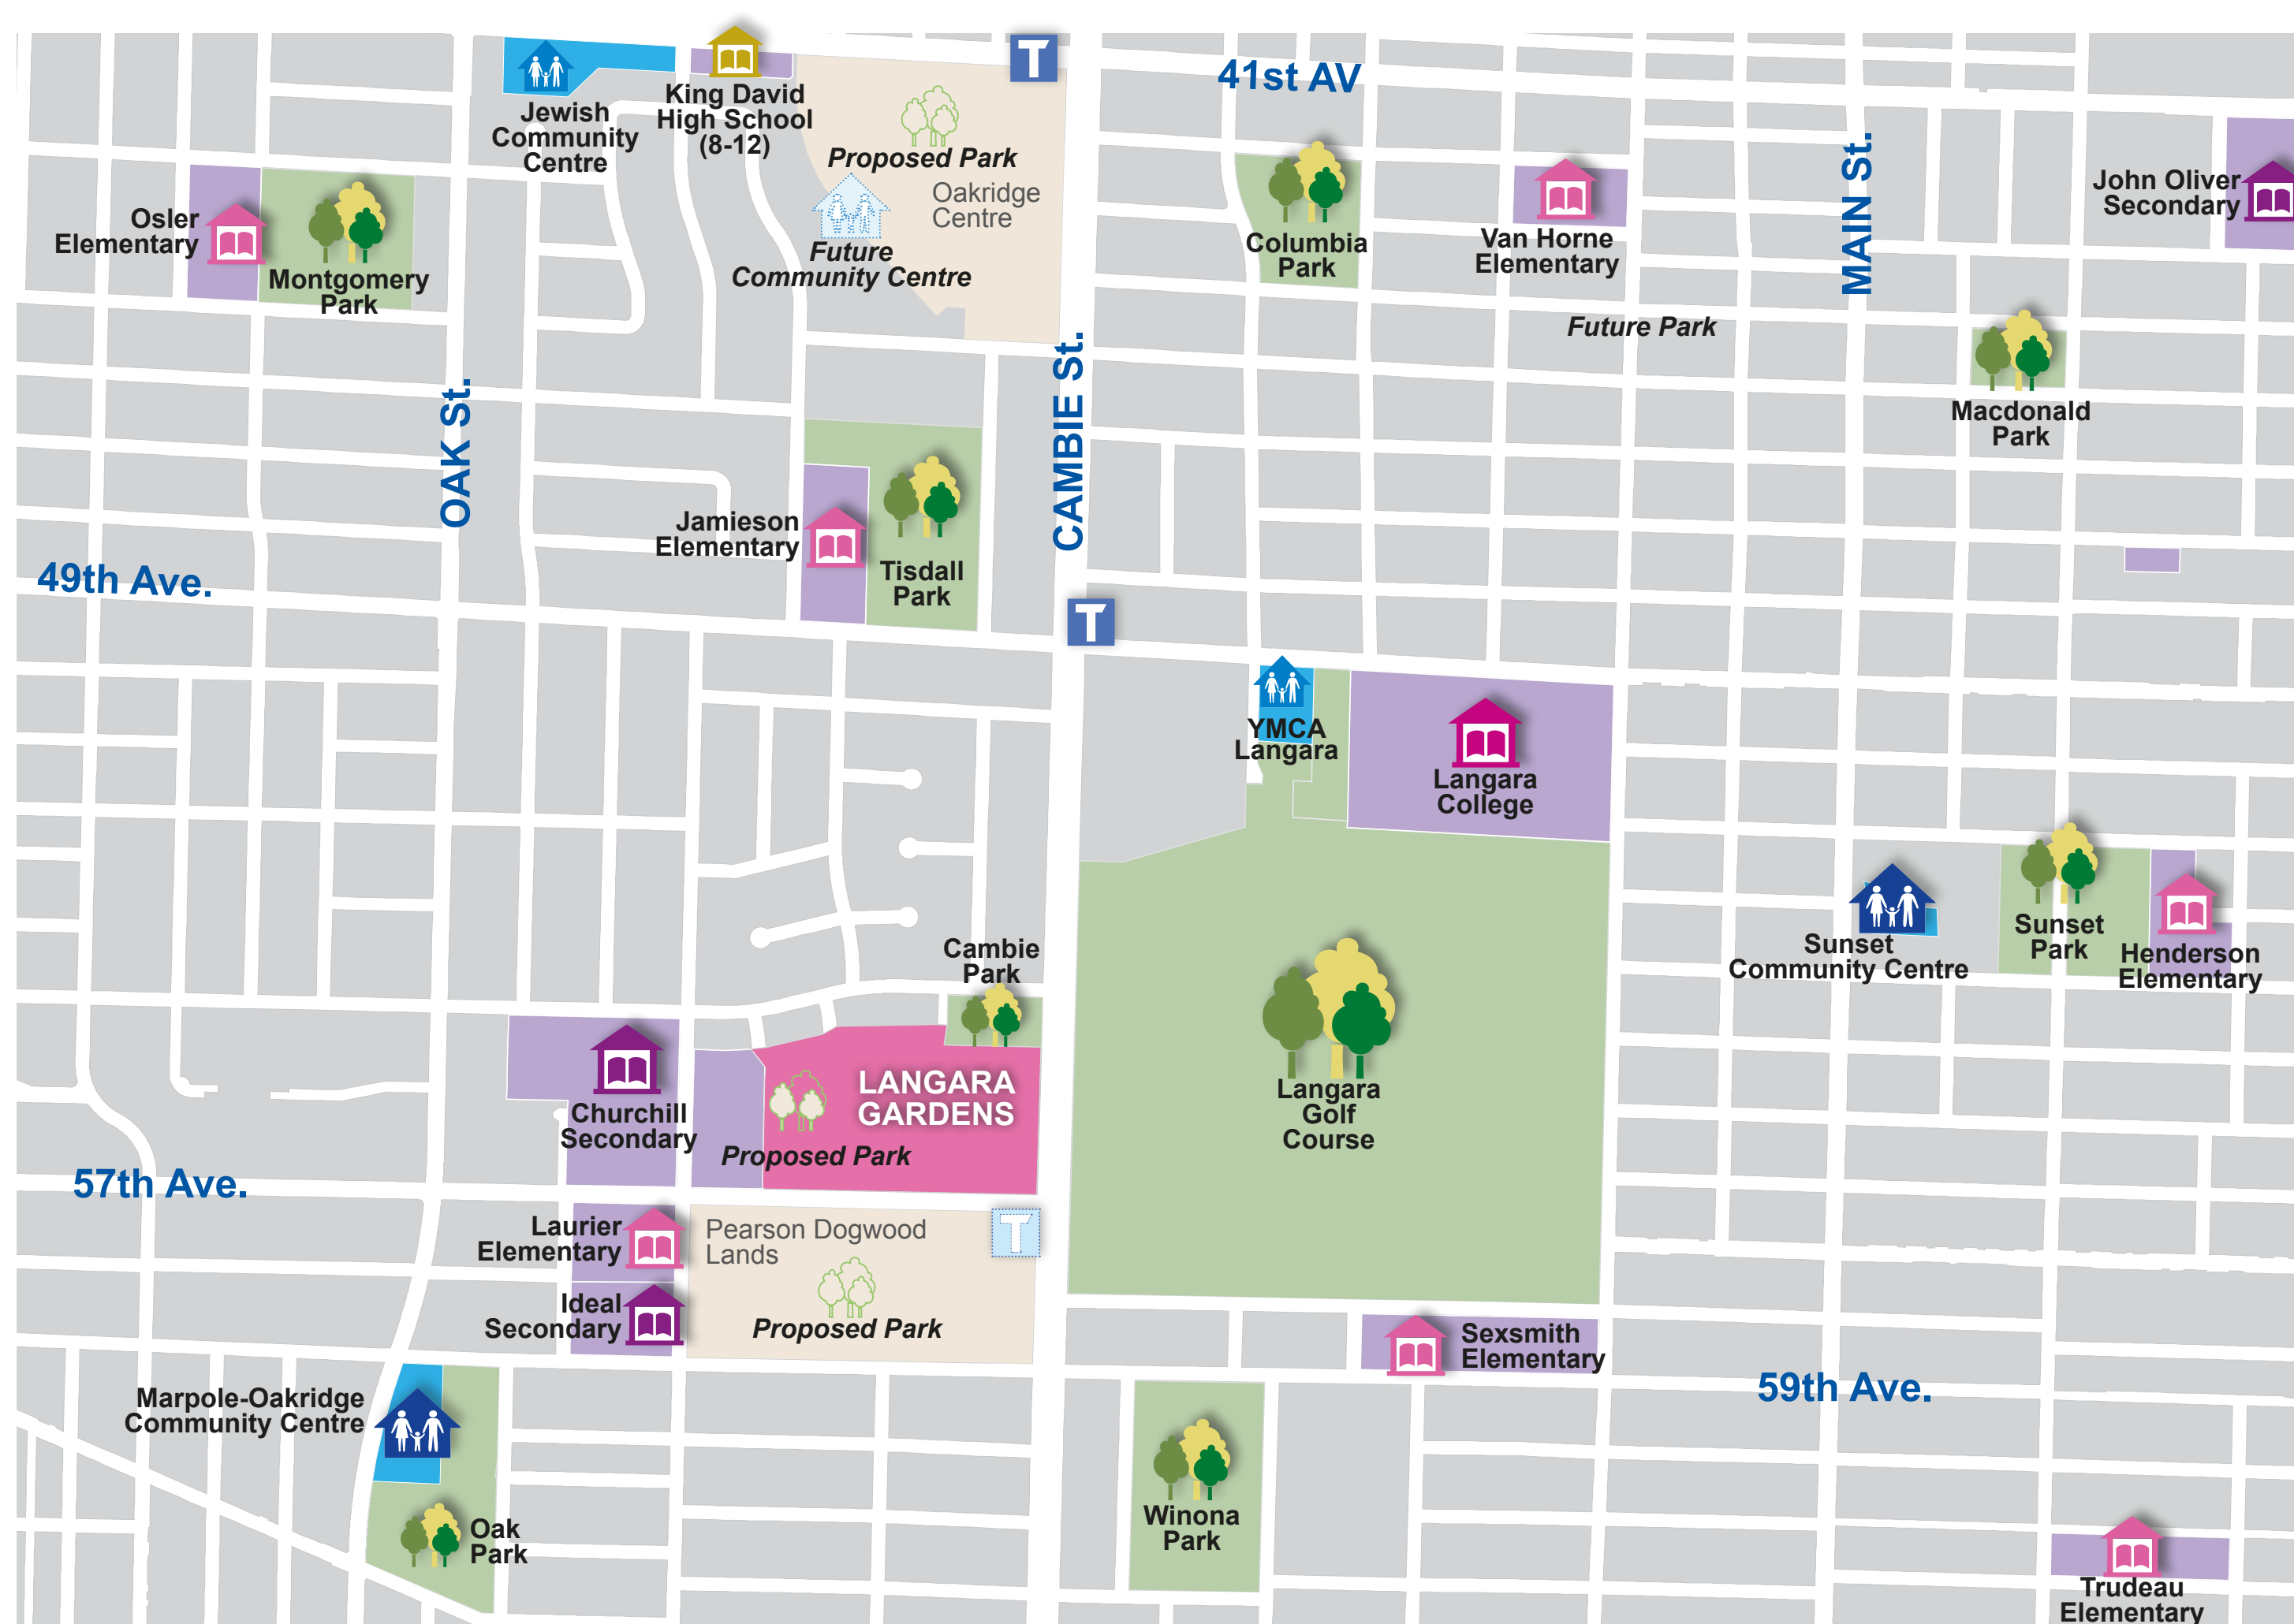 T
41st AV
Jewish
Community
Centre
King David
High School
(8-12)
Proposed Park
Oakridge
Centre
Future
Community Centre
Osler
Elementary
Montgomery
Park
Columbia
Park
Van Horne
Elementary
MAIN St.
John Oliver
Secondary
Future Park
Macdonald
Park
OAK St.
CAMBIE St.
Jamieson
Elementary
Tisdall
Park
49th Ave.
T
YMCA
Langara
Langara
College
Cambie
Park
Sunset
Community Centre
Sunset
Park
Henderson
Elementary
Churchill
Secondary
LANGARA
GARDENS
Proposed Park
Langara
Golf
Course
57th Ave.
Laurier
Elementary
Pearson Dogwood
Lands
T
Ideal
Secondary
Proposed Park
Sexsmith
Elementary
59th Ave.
Marpole-Oakridge
Community Centre
Oak
Park
Winona
Park
Trudeau
Elementary